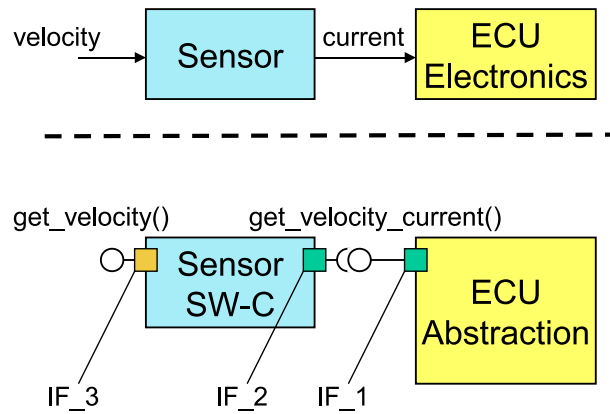 velocity
Sensor
current
ECU
Electronics
get_velocity()
get_velocity_current()
Sensor
SW-C
ECU
Abstraction
IF_3
IF_2
IF_1